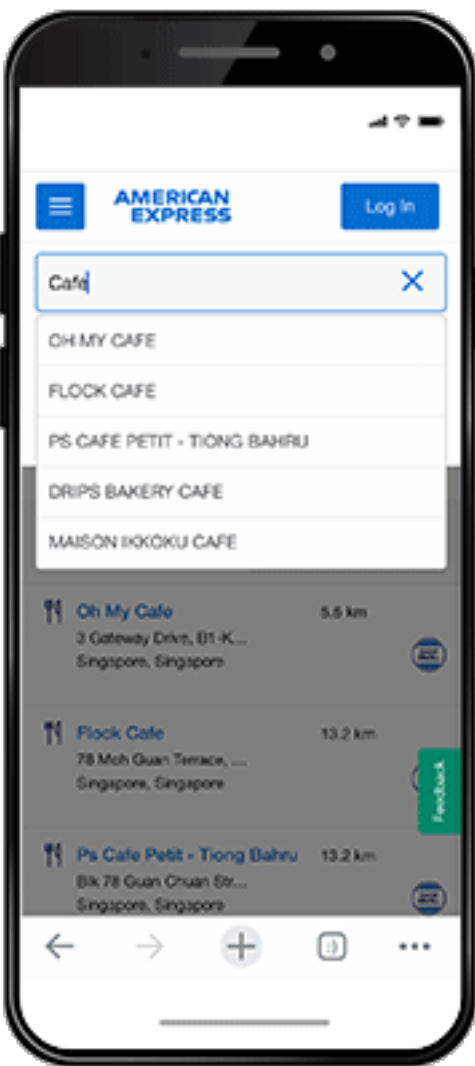 AMERICAN
EXPRESS
Log In
Cafe
OH MY CAFE
FLOCK CAFE
PS CAFE PETIT - TIONG BAHRU
DRIPS BAKERY CAFE
MAISON IKKOKU CAFE
Oh My Cafe 5.6 km
3 Gateway Drive, B1-K...
Singapore, Singapore
Flock Cafe 13.2 km
78 Moh Guan Terrace, ....
Singapore, Singapore
Feedback
Ps Cafe Petit - Tiong Bahru 13.2 km
Blk 78 Guan Chuan Str...
Singapore, Singapore
:)